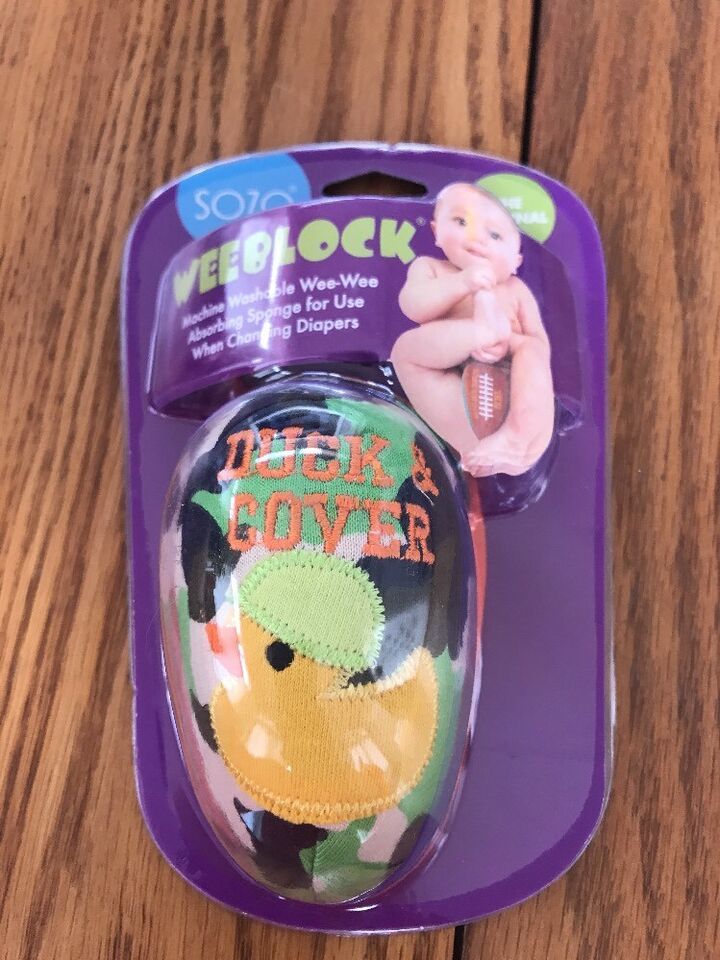 SOZO®
WEEBLOCK®
Machine Washable Wee-Wee
Absorbing Sponge for Use
When Changing Diapers
DUCK &
COVER